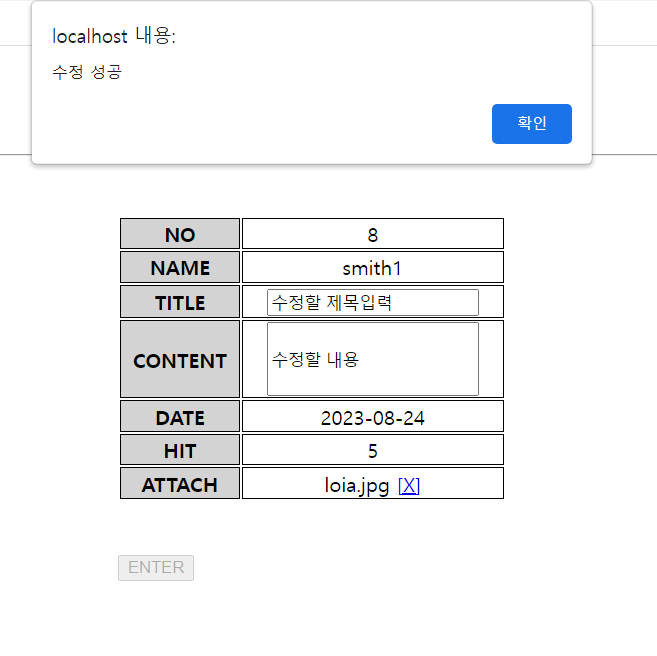 localhost 내용:
수정 성공
확인
NO 8
NAME smith1
TITLE 수정할 제목입력
CONTENT 수정할 내용
DATE 2023-08-24
HIT 5
ATTACH loia.jpg [X]
ENTER